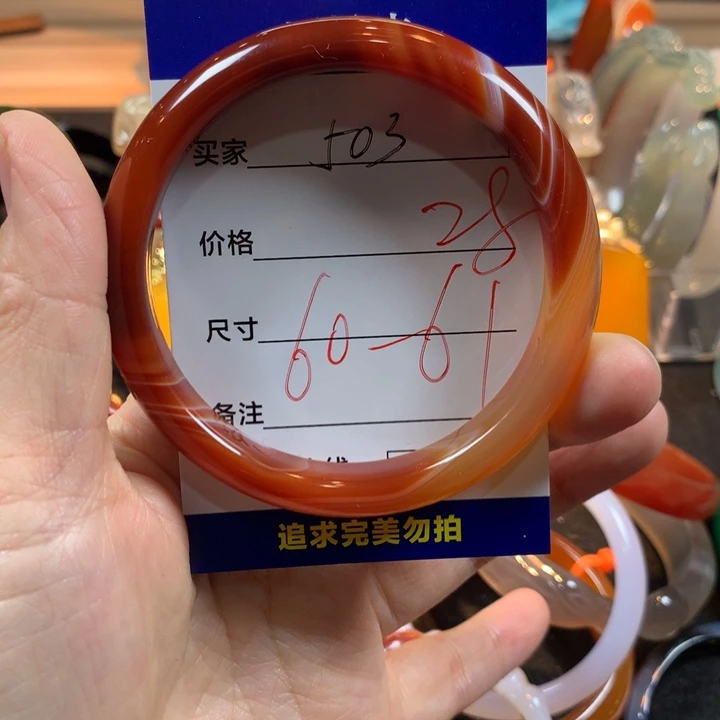 买家 503
价格 28
尺寸 60-61
备注
追求完美勿拍